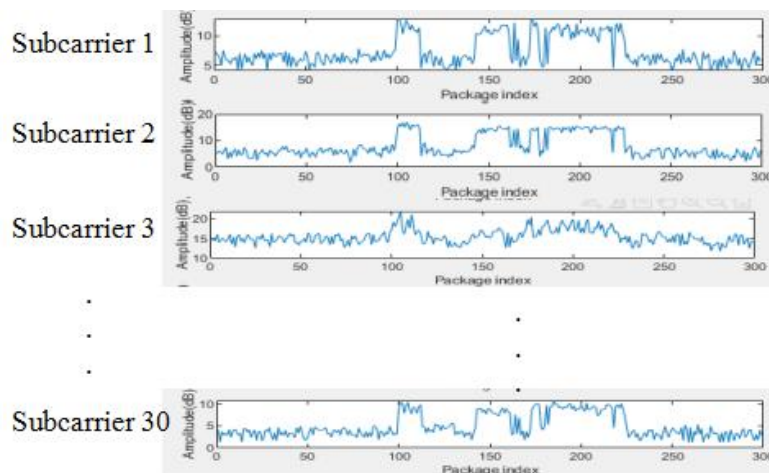 Subcarrier 1
Amplitude(dB)
10
5
0 50 100 150 200 250 300
Package index
Subcarrier 2
Amplitude(dB)
20
10
0
0 50 100 150 200 250 300
Package index
Subcarrier 3
Amplitude(dB)
20
15
10
0 50 100 150 200 250 300
Package index
Subcarrier 30
Amplitude(dB)
10
5
0
0 50 100 150 200 250 300
Package index